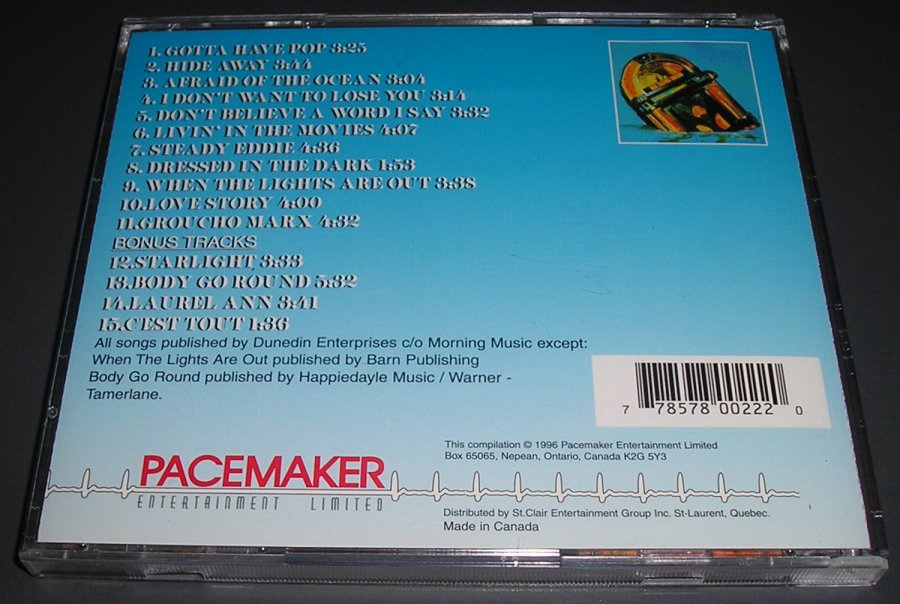 1. GOTTA HAVE POP 3:25
2. HIDE AWAY 3:44
3. AFRAID OF THE OCEAN 3:04
4. I DON'T WANT TO LOSE YOU 3:14
5. DON'T BELIEVE A WORD I SAY 3:32
6. LIVIN' IN THE MOVIES 4:07
7. STEADY EDDIE 4:36
8. DRESSED IN THE DARK 1:53
9. WHEN THE LIGHTS ARE OUT 3:38
10.LOVE STORY 4:00
11.GROUCHO MARX 4:32
BONUS TRACKS
12.STARLIGHT 3:33
13.BODY GO ROUND 5:32
14.LAUREL ANN 3:41
15.C'EST TOUT 1:36
All songs published by Dunedin Enterprises c/o Morning Music except:
When The Lights Are Out published by Barn Publishing
Body Go Round published by Happiedayle Music / Warner -
Tamerlane.
7 78578 00222 0
This compilation © 1996 Pacemaker Entertainment Limited
Box 65065, Nepean, Ontario, Canada K2G 5Y3
PACEMAKER
ENTERTAINMENT LIMITED
Distributed by St.Clair Entertainment Group Inc. St-Laurent, Quebec.
Made in Canada